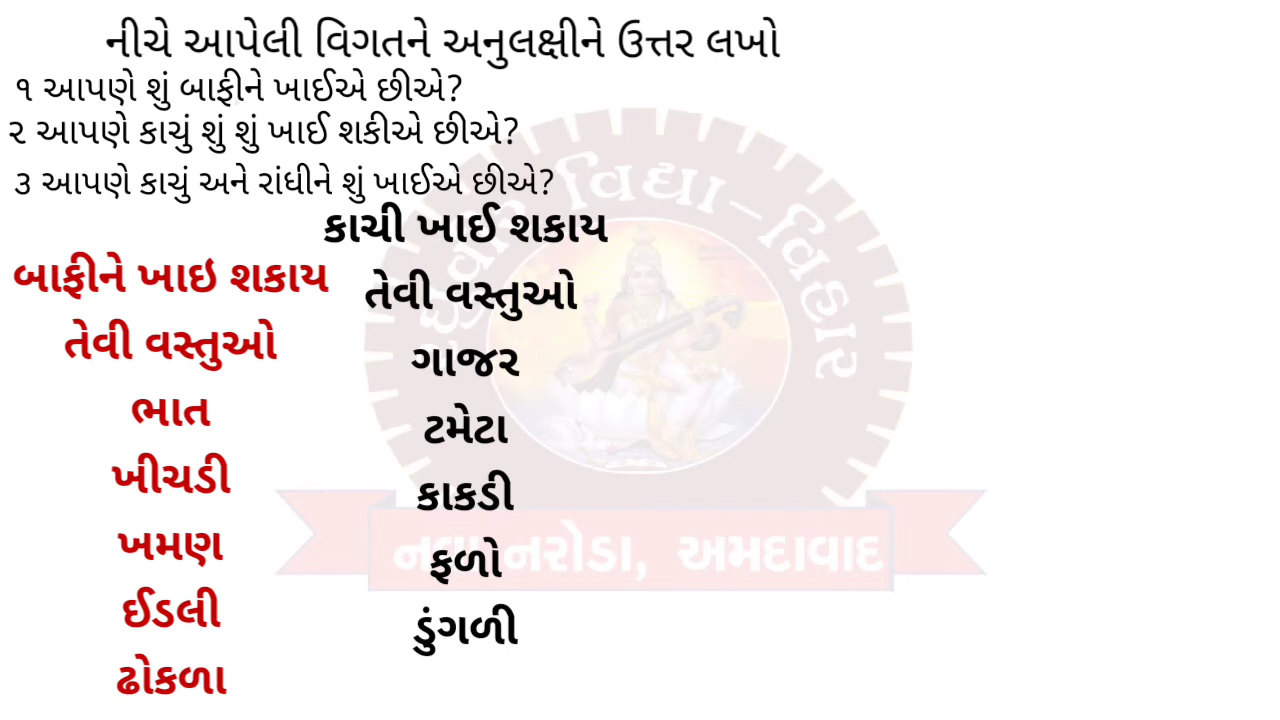 નીચે આપેલી વિગતને અનુલક્ષીને ઉત્તર લખો
૧ આપણે શું બાફીને ખાઈએ છીએ?
૨ આપણે કાચું શું શું ખાઈ શકીએ છીએ?
૩ આપણે કાચું અને રાંધીને શું ખાઈએ છીએ?
બાફીને ખાઇ શકાય
તેવી વસ્તુઓ
ભાત
ખીચડી
ખમણ
ઈડલી
ઢોકળા
કાચી ખાઈ શકાય
તેવી વસ્તુઓ
ગાજર
ટમેટા
કાકડી
ફળો
ડુંગળી
વિદ્યા-વિહાર
નવા નરોડા, અમદાવાદ